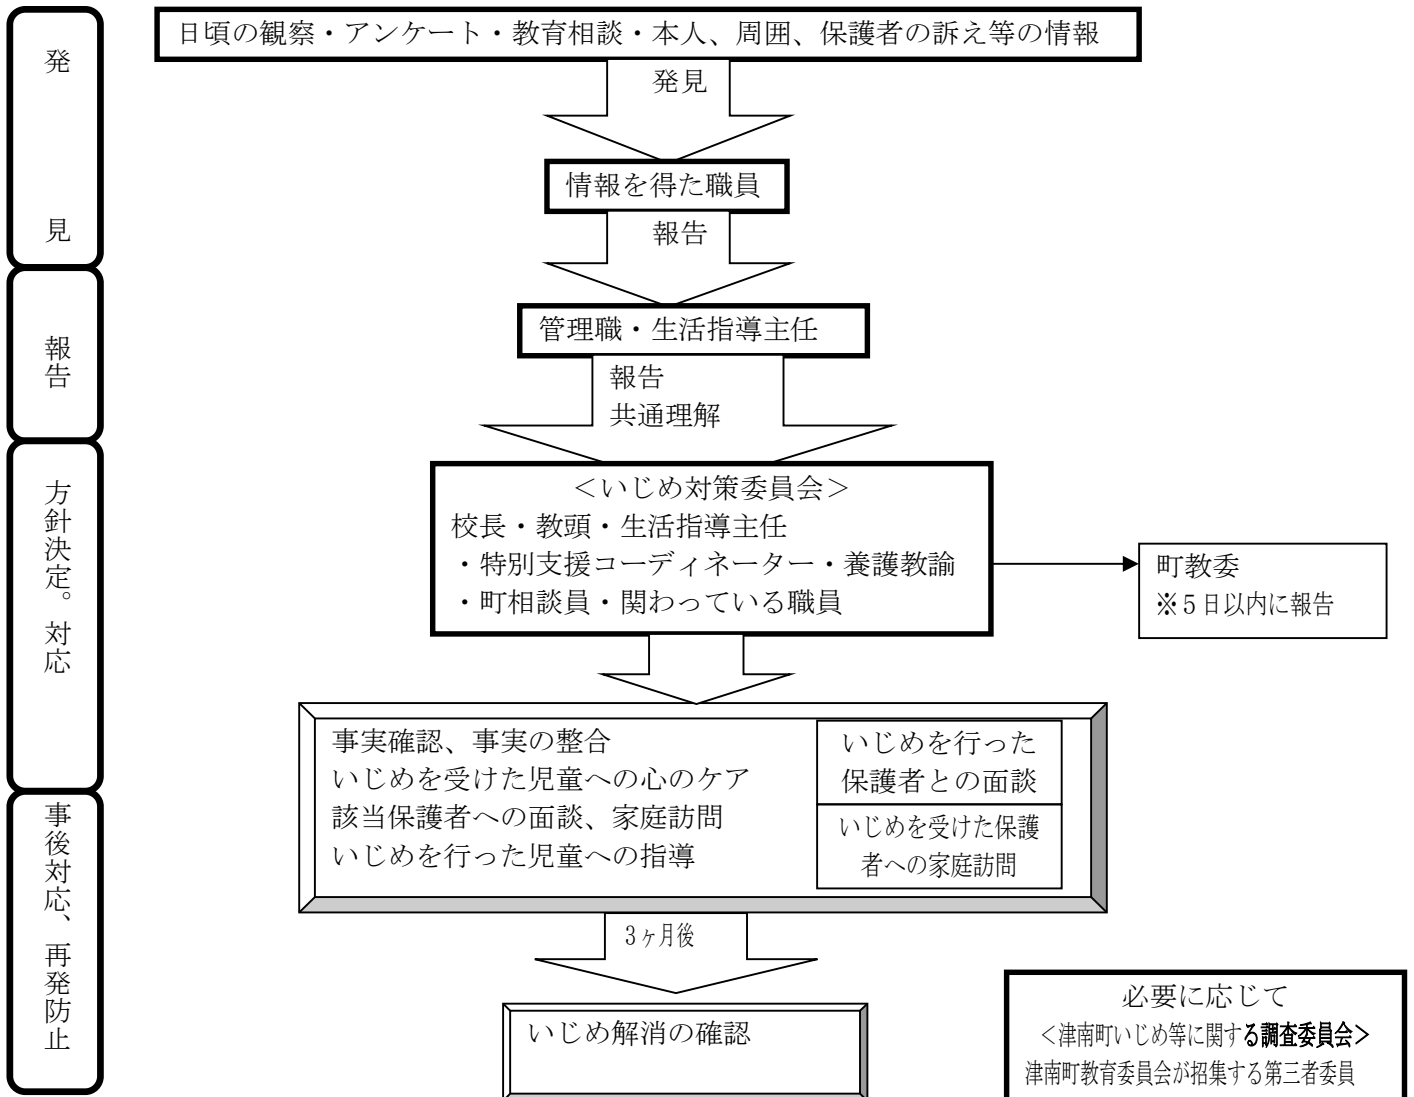 発見
日頃の観察・アンケート・教育相談・本人、周囲、保護者の訴え等の情報
発見
情報を得た職員
報告
報告
管理職・生活指導主任
報告
共通理解
方針決定。対応
＜いじめ対策委員会＞
校長・教頭・生活指導主任
・特別支援コーディネーター・養護教諭
・町相談員・関わっている職員
町教委
※５日以内に報告
事実確認、事実の整合
いじめを受けた児童への心のケア
該当保護者への面談、家庭訪問
いじめを行った児童への指導
いじめを行った
保護者との面談
いじめを受けた保護
者への家庭訪問
事後対応、再発防止
3ヶ月後
いじめ解消の確認
必要に応じて
＜津南町いじめ等に関する調査委員会＞
津南町教育委員会が招集する第三者委員